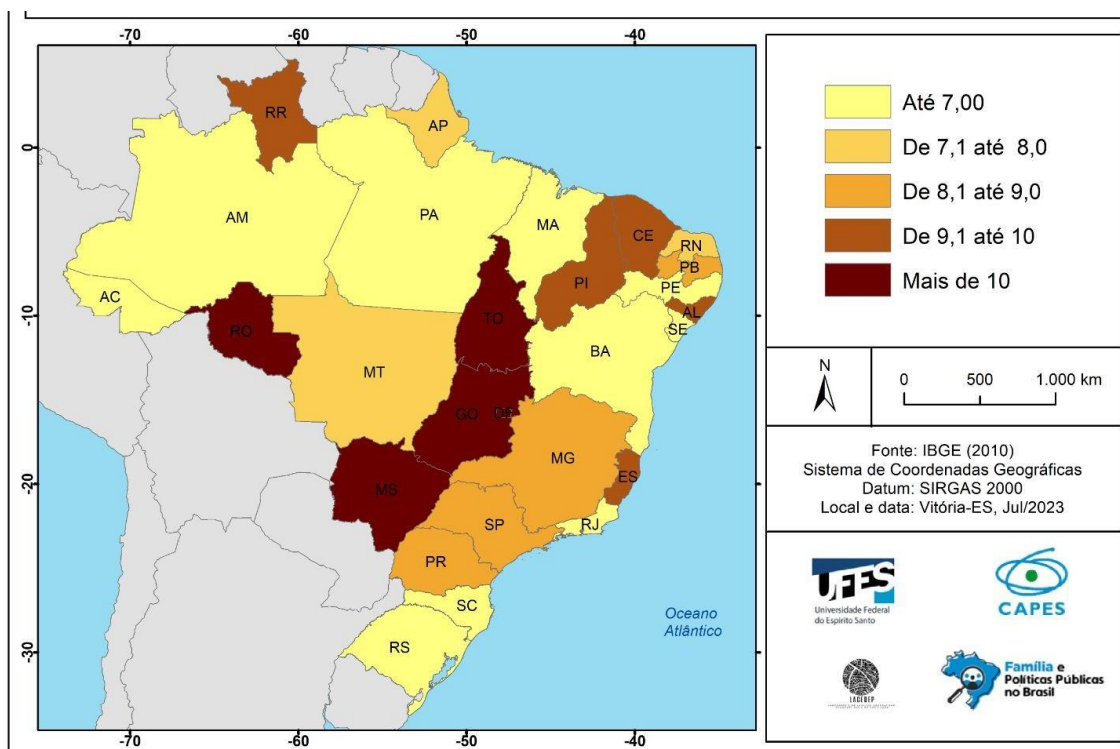 -70
-60
-50
-40
RR
AP
0
AM
PA
MA
CE
RN
PB
PI
PE
AC
AL
-10
RO
TO
SE
BA
MT
GO
DF
MG
ES
-20
MS
SP
RJ
PR
SC
RS
-30
Oceano
Atlântico
-70
-60
-50
-40
Até 7,00
De 7,1 até 8,0
De 8,1 até 9,0
De 9,1 até 10
Mais de 10
N
0 500 1.000 km
Fonte: IBGE (2010)
Sistema de Coordenadas Geográficas
Datum: SIRGAS 2000
Local e data: Vitória-ES, Jul/2023
UFES
Universidade Federal
do Espírito Santo
CAPES
LAGEDEP
Família e
Políticas Públicas
no Brasil